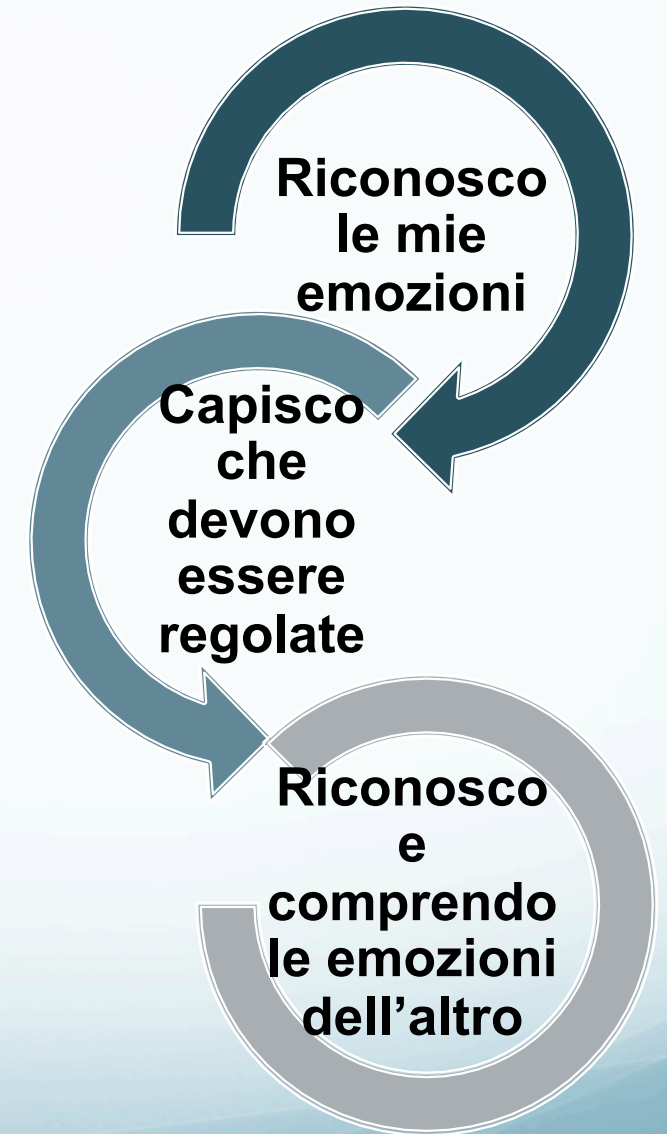 Riconosco
le mie
emozioni
Capisco
che
devono
essere
regolate
Riconosco
e
comprendo
le emozioni
dell’altro